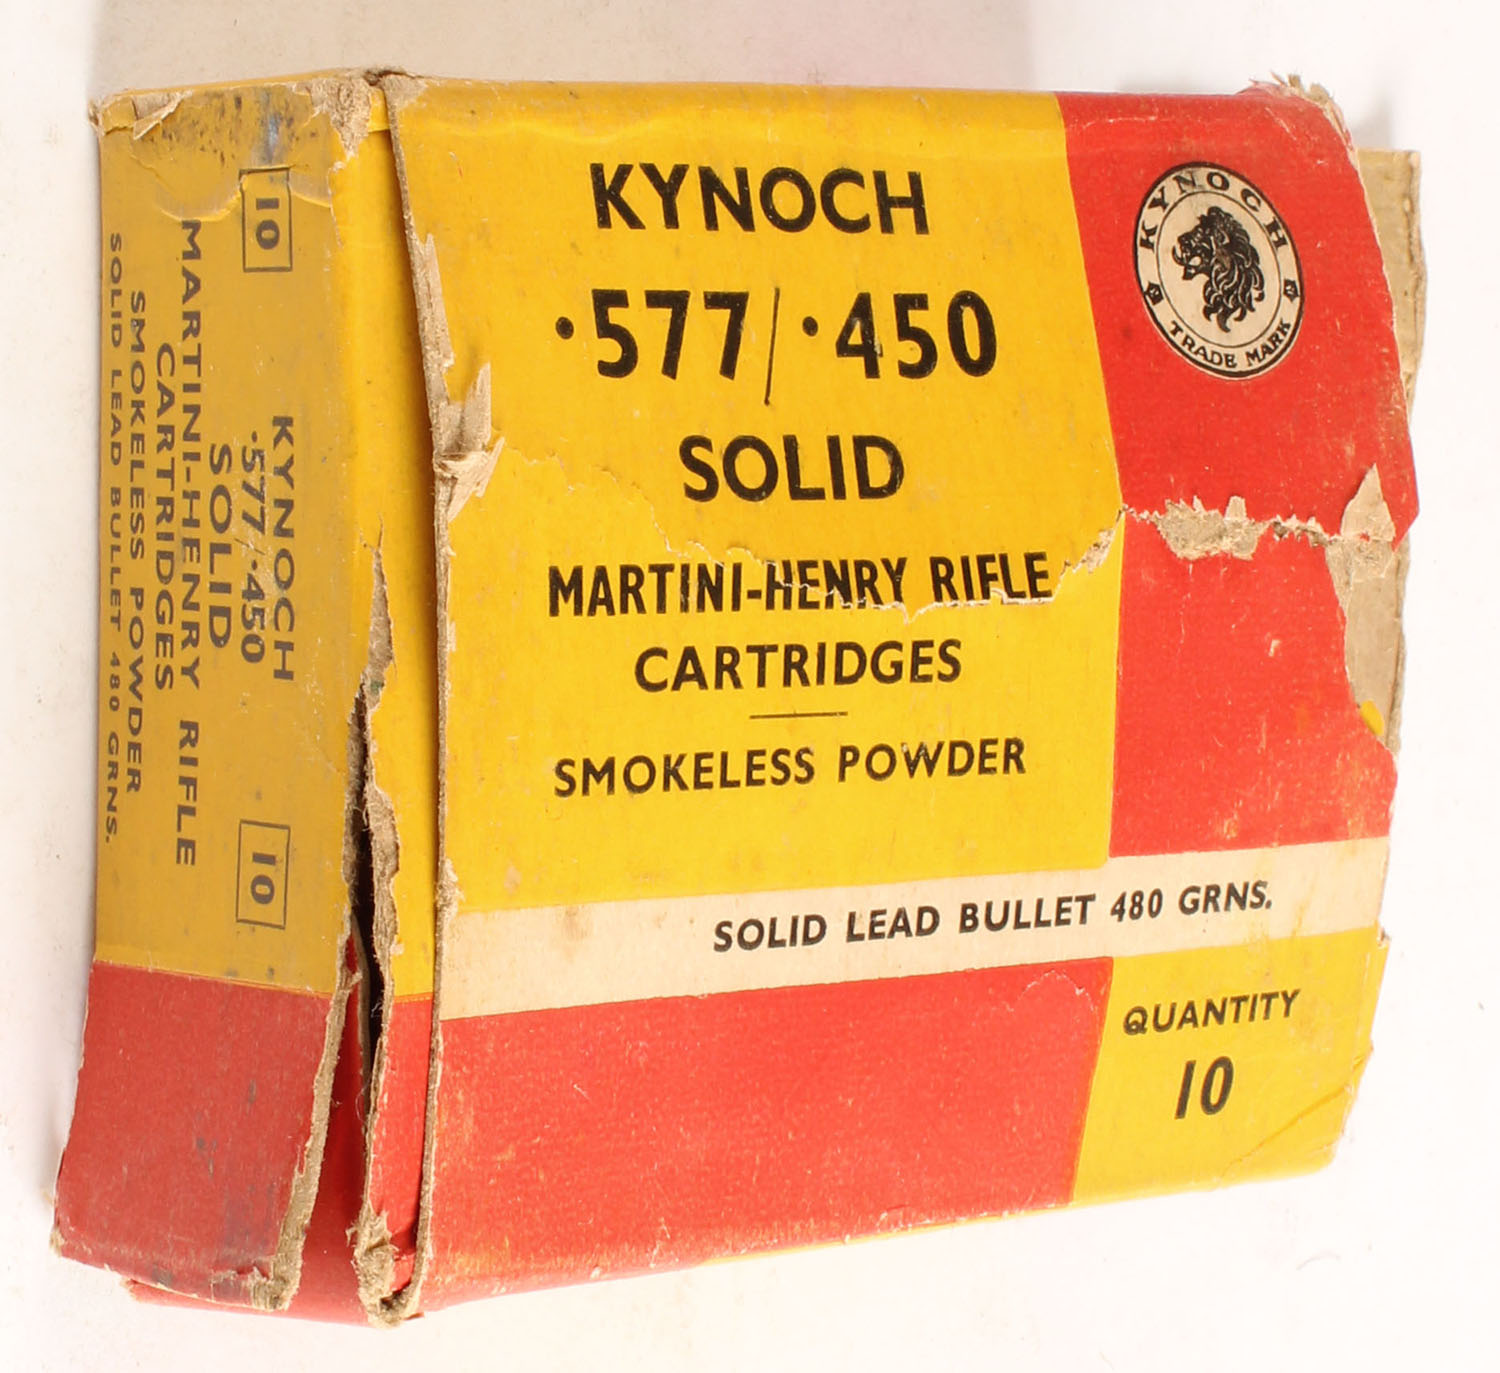 KYNOCH
·577/·450
SOLID
MARTINI-HENRY RIFLE
CARTRIDGES
SMOKELESS POWDER
SOLID LEAD BULLET 480 GRNS.
QUANTITY
10
KYNOCH
TRADE MARK
10
10
KYNOCH
·577/·450
SOLID
MARTINI-HENRY RIFLE
CARTRIDGES
SMOKELESS POWDER
SOLID LEAD BULLET 480 GRNS.